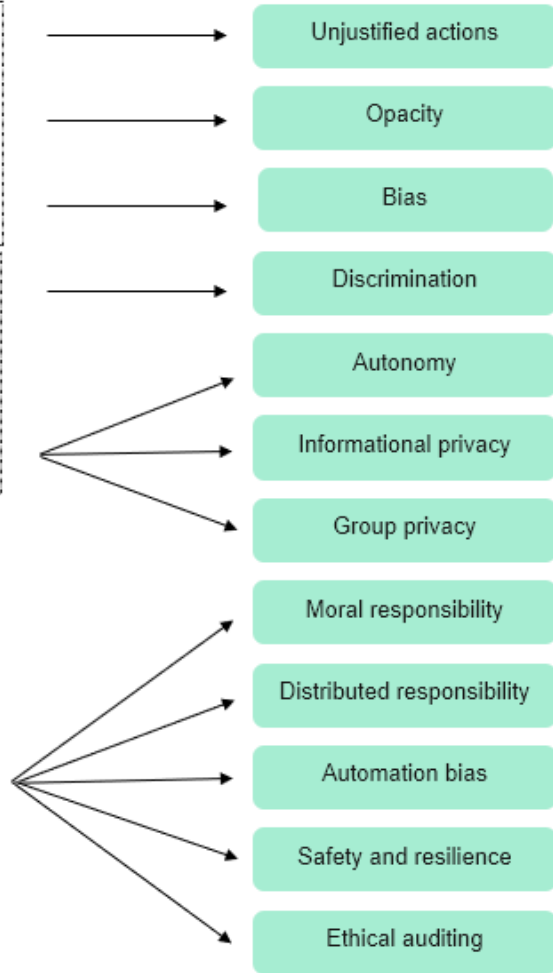 Unjustified actions
Opacity
Bias
Discrimination
Autonomy
Informational privacy
Group privacy
Moral responsibility
Distributed responsibility
Automation bias
Safety and resilience
Ethical auditing